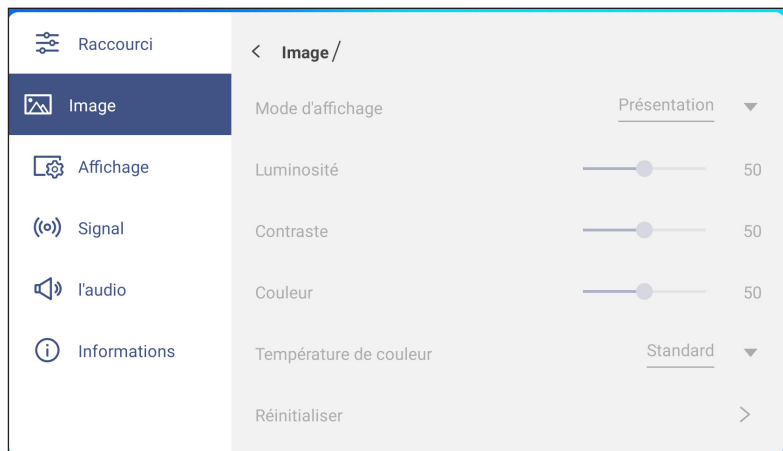 Raccourci
Image
Affichage
Signal
l'audio
Informations
Image/
Mode d'affichage Présentation
Luminosité 50
Contraste 50
Couleur 50
Température de couleur Standard
Réinitialiser